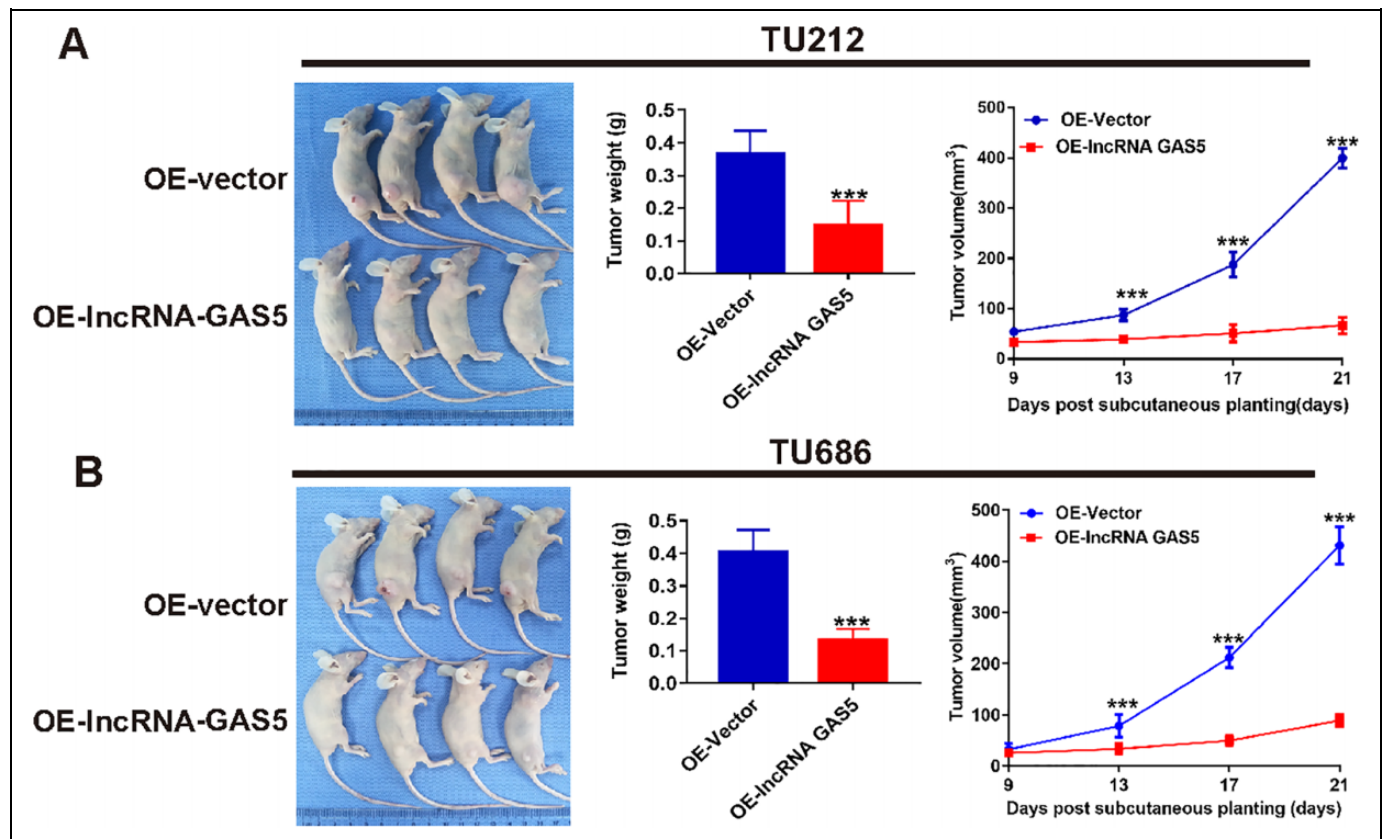 A
TU212
OE-vector
OE-lncRNA-GAS5
Tumor weight (g)
0.5
0.4
0.3
0.2
0.1
0.0
***
OE-Vector
OE-lncRNA GAS5
Tumor volume(mm³)
500
400
300
200
100
0
OE-Vector
OE-lncRNA GAS5
***
***
***
9 13 17 21
Days post subcutaneous planting(days)
B
TU686
OE-vector
OE-lncRNA-GAS5
Tumor weight (g)
0.5
0.4
0.3
0.2
0.1
0.0
***
OE-Vector
OE-lncRNA GAS5
Tumor volume(mm³)
500
400
300
200
100
0
OE-Vector
OE-lncRNA GAS5
***
***
***
9 13 17 21
Days post subcutaneous planting (days)